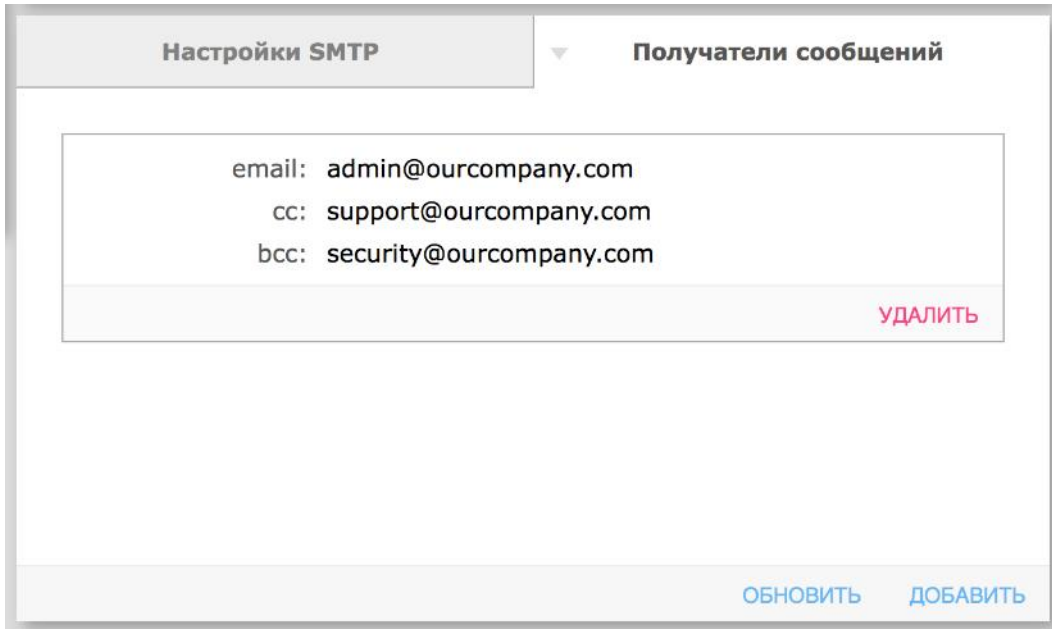 Настройки SMTP
Получатели сообщений
email: admin@ourcompany.com
cc: support@ourcompany.com
bcc: security@ourcompany.com
УДАЛИТЬ
ОБНОВИТЬ ДОБАВИТЬ